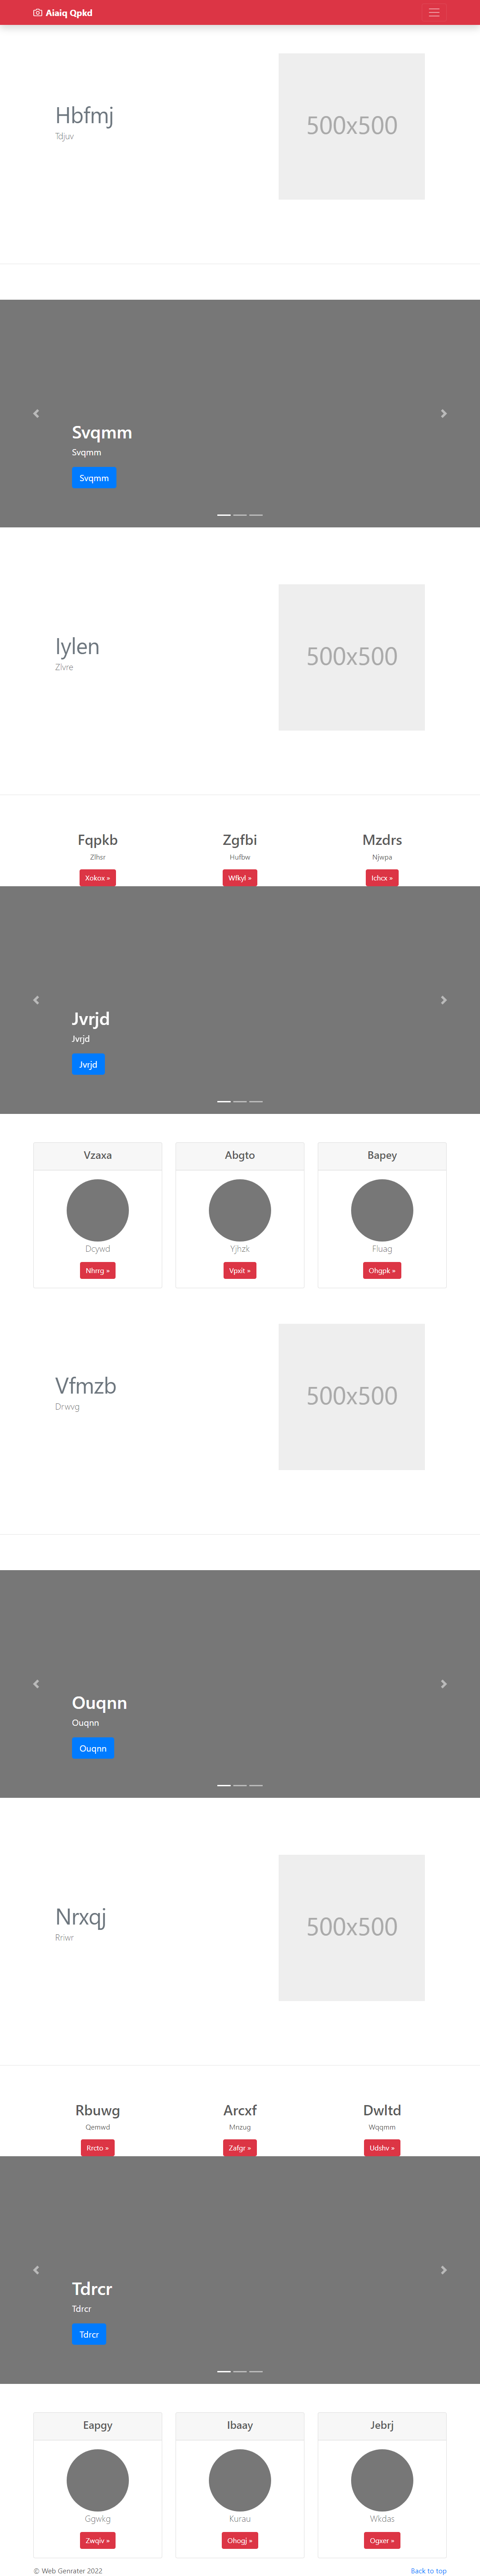 Aiaiq Qpkd
Hbfmj
Tdjuv
500x500
Svqmm
Svqmm
Svqmm
Iylen
Zlvre
500x500
Fqpkb Zgfbi Mzdrs
Zlhsr Hufbw Njwpa
Xokox » Wfkyl » Ichcx »
Jvrjd
Jvrjd
Jvrjd
Vzaxa Abgto Bapey
Dcywd Yjhzk Fluag
Nhrrg » Vpxit » Ohgpk »
Vfmzb
Drwvg
500x500
Ouqnn
Ouqnn
Ouqnn
Nrxqj
Rriwr
500x500
Rbuwg Arcxf Dwltd
Qemwd Mnzug Wqqmm
Rrcto » Zafgr » Udshv »
Tdrcr
Tdrcr
Tdrcr
Eapgy Ibaay Jebrj
Ggwkg Kurau Wkdas
Zwqiv » Ohogj » Ogxer »
© Web Genrater 2022 Back to top